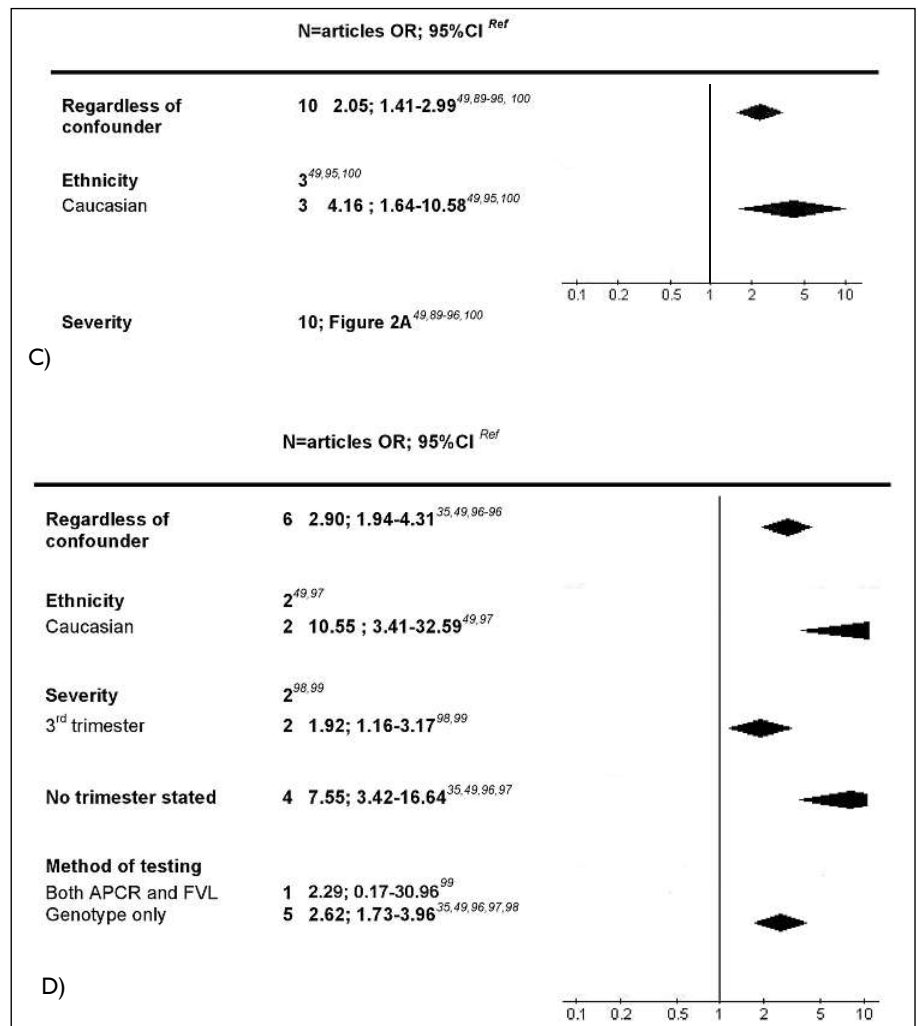 N=articles OR; 95%CI Ref
Regardless of confounder 10 2.05; 1.41-2.99 49,89-96, 100
Ethnicity 3 49,95,100
Caucasian 3 4.16 ; 1.64-10.58 49,95,100
0.1 0.2 0.5 1 2 5 10
Severity 10; Figure 2A 49,89-96,100
C)
N=articles OR; 95%CI Ref
Regardless of confounder 6 2.90; 1.94-4.31 35,49,96-96
Ethnicity 2 49,97
Caucasian 2 10.55 ; 3.41-32.59 49,97
Severity 2 98,99
3rd trimester 2 1.92; 1.16-3.17 98,99
No trimester stated 4 7.55; 3.42-16.64 35,49,96,97
Method of testing
Both APCR and FVL 1 2.29; 0.17-30.96 99
Genotype only 5 2.62; 1.73-3.96 35,49,96,97,98
D)
0.1 0.2 0.5 1 2 5 10